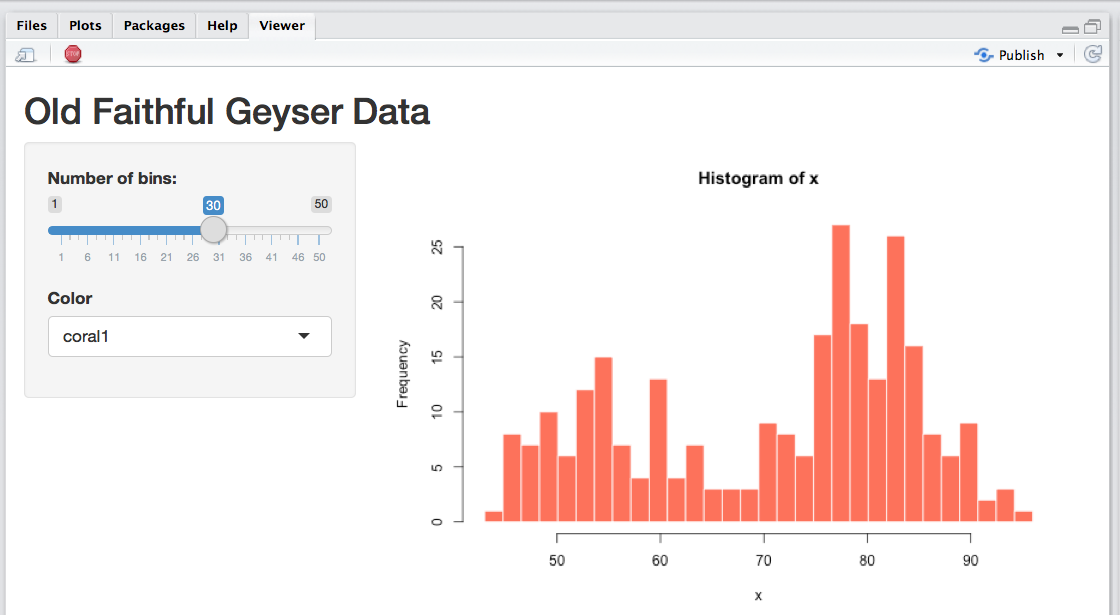 Files Plots Packages Help Viewer
STOP Publish
Old Faithful Geyser Data
Number of bins:
1 30 50
1 6 11 16 21 26 31 36 41 46 50
Color
coral1
Histogram of x
Frequency
25
20
15
10
5
0
50 60 70 80 90
x